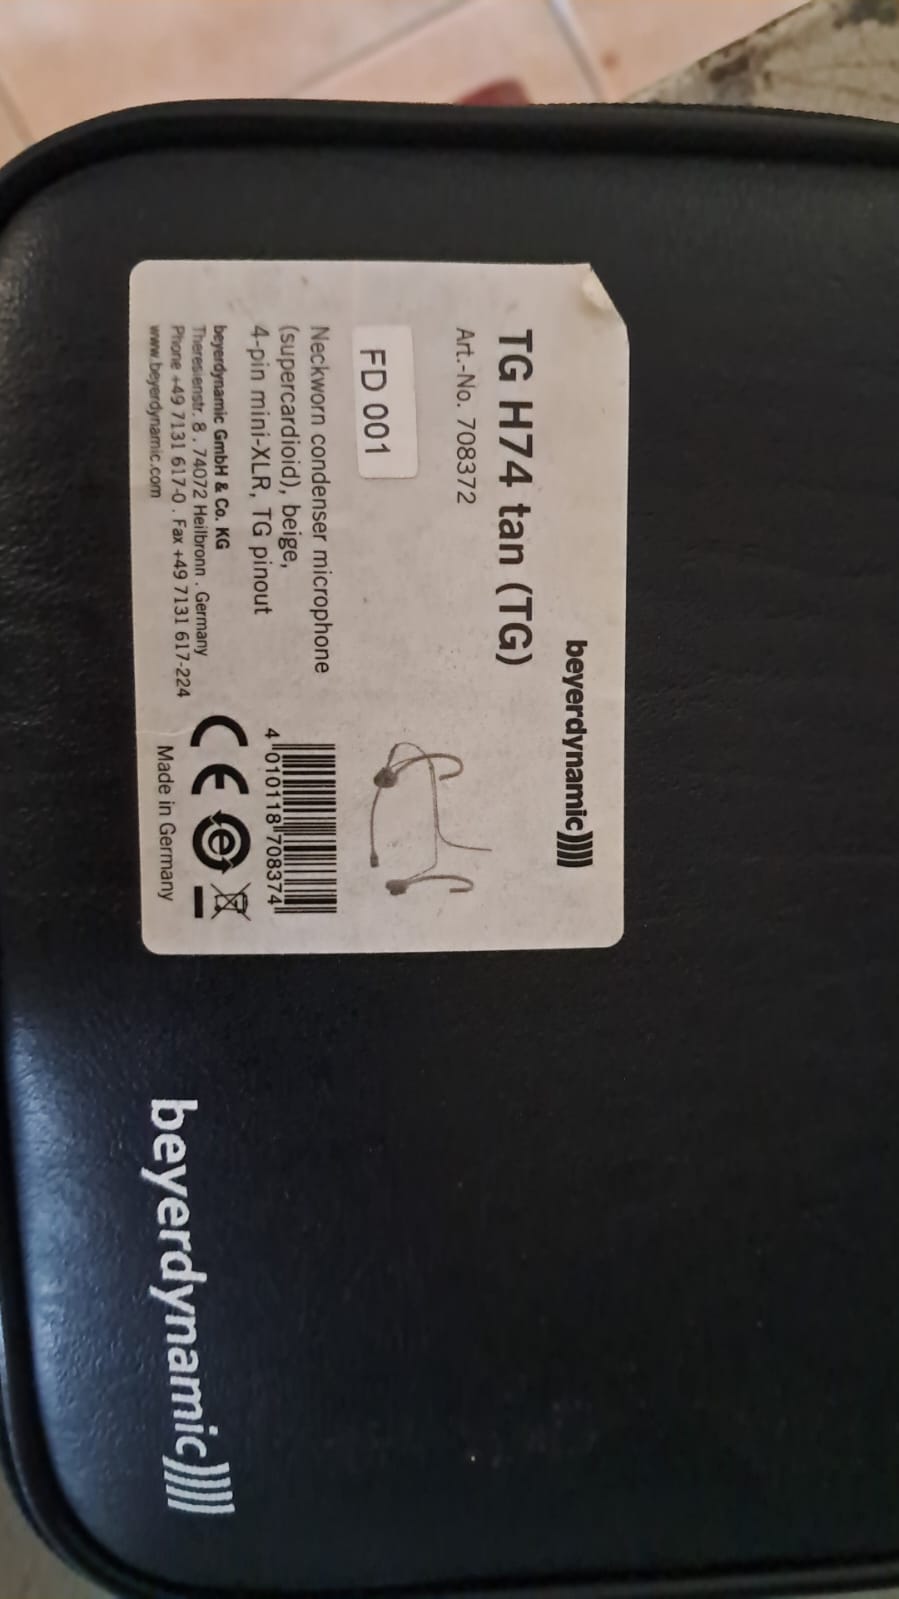 beyerdynamic
TG H74 tan (TG)
Art.-No. 708372
FD 001
Neckworn condenser microphone
(supercardioid), beige,
4-pin mini-XLR, TG pinout
beyerdynamic GmbH & Co. KG
Theresienstr. 8 . 74072 Heilbronn . Germany
Phone +49 7131 617-0 . Fax +49 7131 617-224
www.beyerdynamic.com
4 010118 708374
CE
e
Made in Germany
beyerdynamic